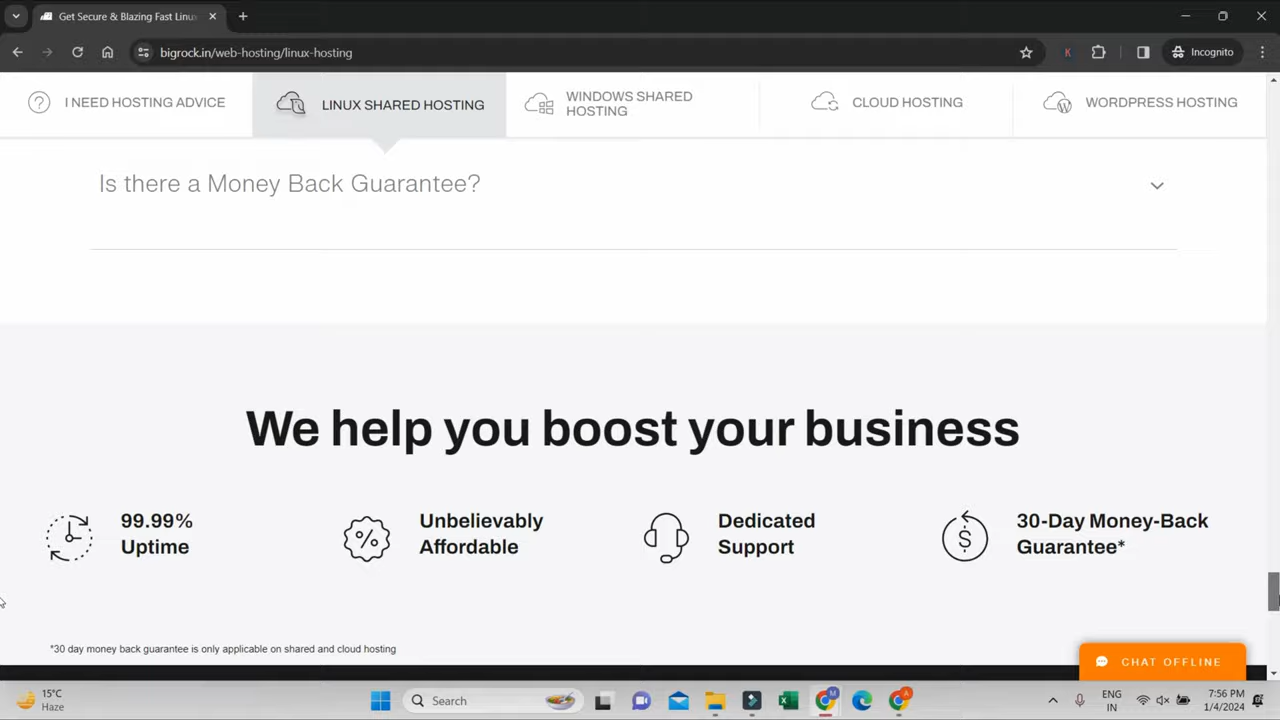 Get Secure & Blazing Fast Linu
bigrock.in/web-hosting/linux-hosting
K
Incognito
I NEED HOSTING ADVICE
LINUX SHARED HOSTING
WINDOWS SHARED
HOSTING
CLOUD HOSTING
WORDPRESS HOSTING
Is there a Money Back Guarantee?
We help you boost your business
99.99%
Uptime
Unbelievably
Affordable
Dedicated
Support
30-Day Money-Back
Guarantee*
*30 day money back guarantee is only applicable on shared and cloud hosting
CHAT OFFLINE
15°C
Haze
Search
ENG
IN
7:56 PM
1/4/2024